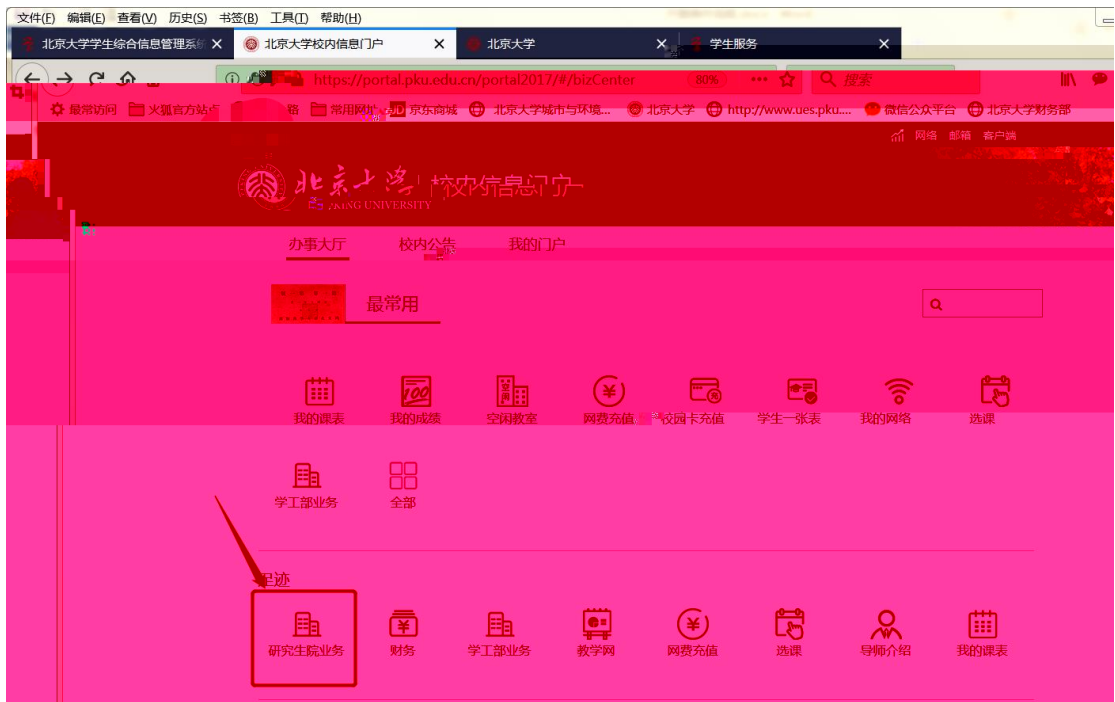 文件(F) 编辑(E) 查看(V) 历史(S) 书签(B) 工具(T) 帮助(H)
北京大学学生综合信息管理系统 北京大学校内信息门户 北京大学 学生服务
https://portal.pku.edu.cn/portal2017/#/bizCenter 80% 搜索
最常访问 火狐官方站点 常用网址 京东商城 北京大学城市与环境... 北京大学 http://www.ues.pku.... 微信公众平台 北京大学财务部
网络 邮箱 客户端
北京大学 校内信息门户
PEKING UNIVERSITY
办事大厅 校内公告 我的门户
最常用
我的课表 我的成绩 空闲教室 网费充值 校园卡充值 学生一张表 我的网络 选课
学工部业务 全部
足迹
研究生院业务 财务 学工部业务 教学网 网费充值 选课 导师介绍 我的课表